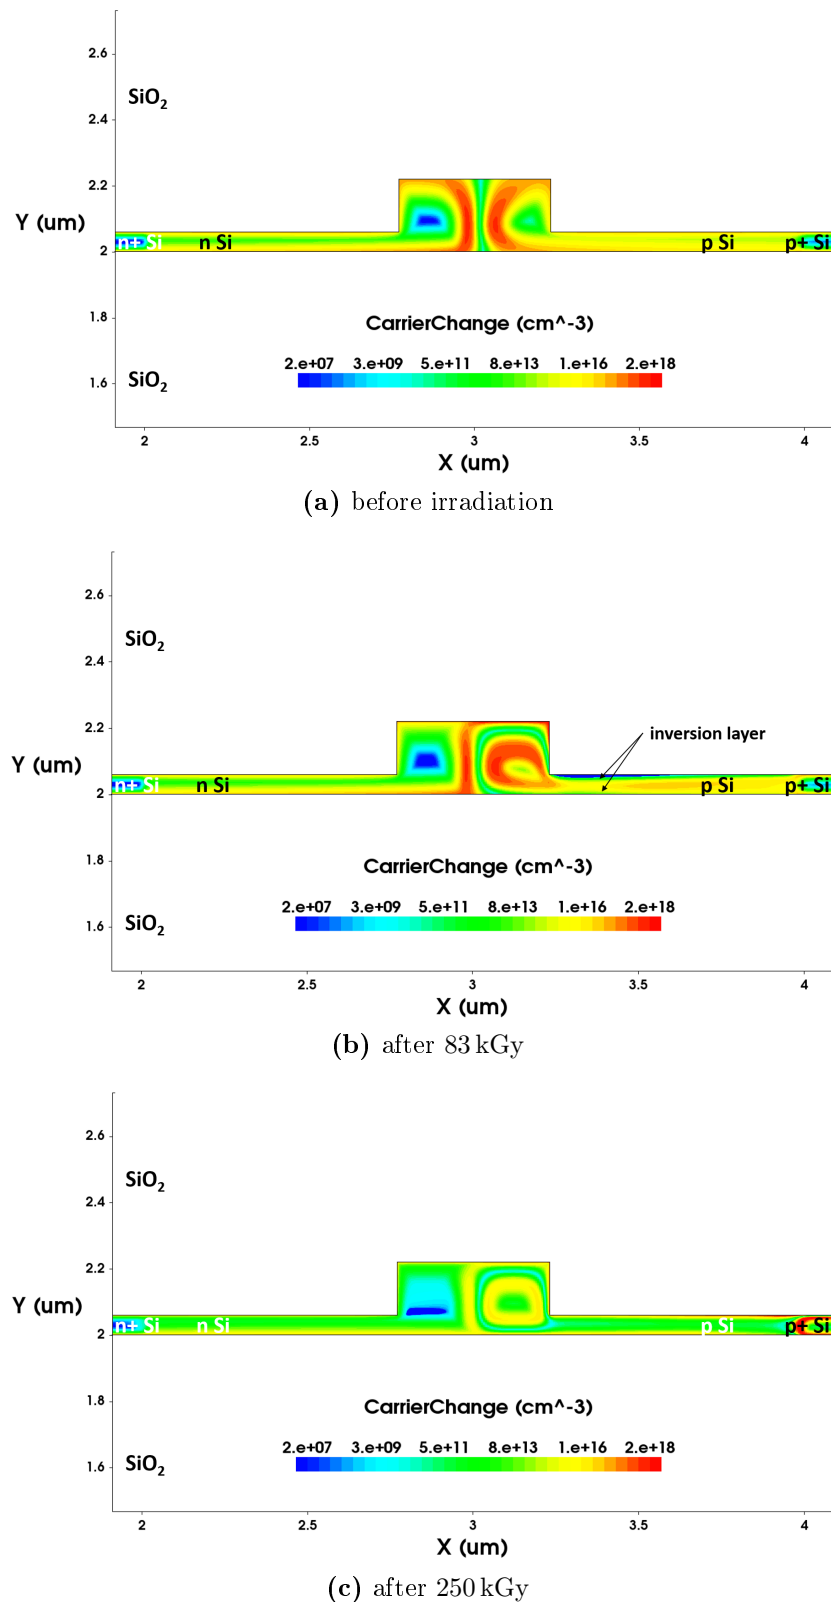 2.6
SiO2
2.4
2.2
Y (um)
n+ Si n Si p Si p+ Si
2
1.8
CarrierChange (cm^-3)
2.e+07 3.e+09 5.e+11 8.e+13 1.e+16 2.e+18
1.6 SiO2
2 2.5 3 3.5 4
X (um)
(a) before irradiation
2.6
SiO2
2.4
2.2
inversion layer
Y (um)
n+ Si n Si p Si p+ Si
2
1.8
CarrierChange (cm^-3)
2.e+07 3.e+09 5.e+11 8.e+13 1.e+16 2.e+18
1.6 SiO2
2 2.5 3 3.5 4
X (um)
(b) after 83 kGy
2.6
SiO2
2.4
2.2
Y (um)
n+ Si n Si p Si p+ Si
2
1.8
CarrierChange (cm^-3)
2.e+07 3.e+09 5.e+11 8.e+13 1.e+16 2.e+18
1.6 SiO2
2 2.5 3 3.5 4
X (um)
(c) after 250 kGy